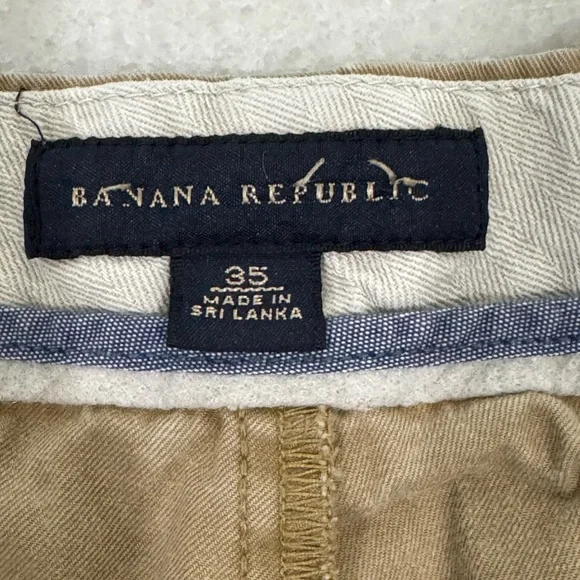 BANANA REPUBLIC
35
MADE IN
SRI LANKA